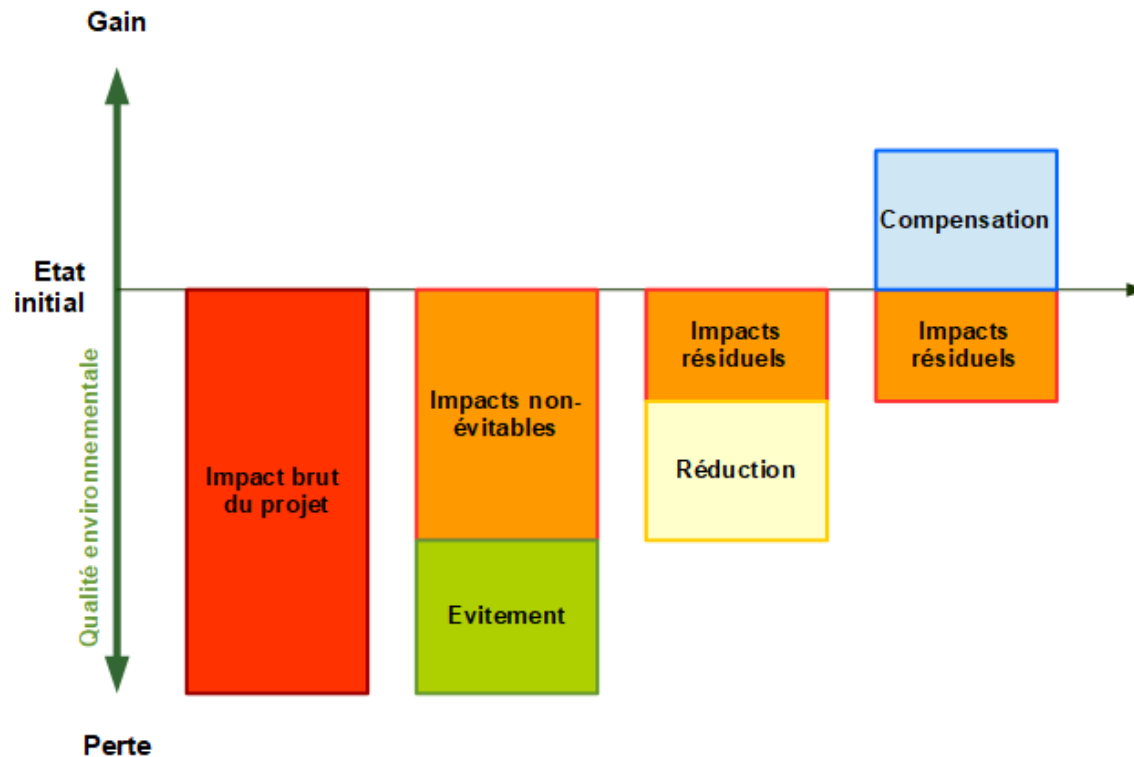 Gain
Compensation
Etat
initial
Impacts
résiduels
Impacts
résiduels
Impacts non-
évitables
Réduction
Impact brut
du projet
Evitement
Qualité environnementale
Perte